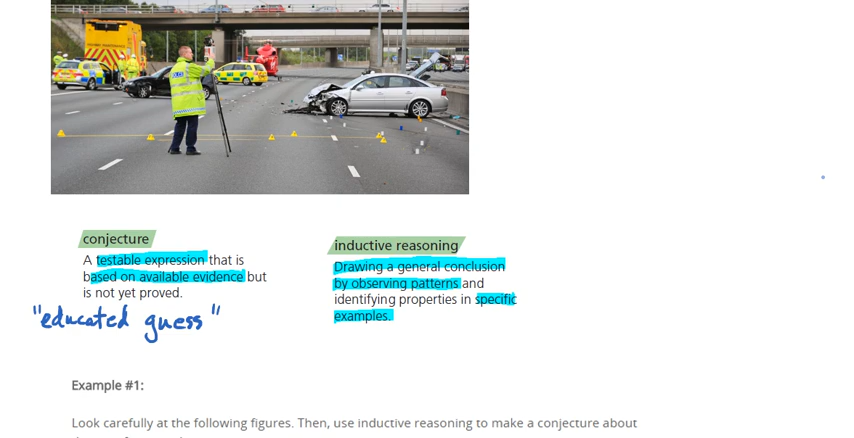 conjecture
A testable expression that is
based on available evidence but
is not yet proved.
"educated guess"
inductive reasoning
Drawing a general conclusion
by observing patterns and
identifying properties in specific
examples.
Example #1:
Look carefully at the following figures. Then, use inductive reasoning to make a conjecture about